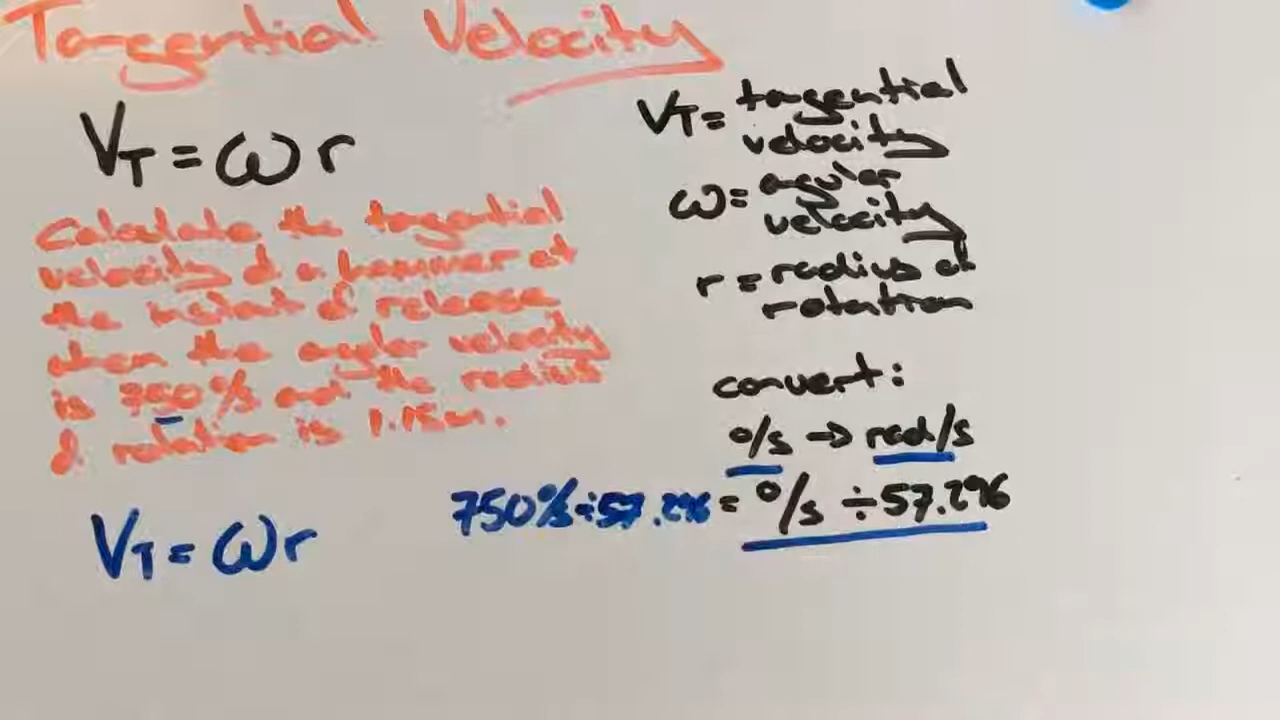 Tangential Velocity
VT = ωr
Calculate the tangential
velocity of a hammer at
the instant of release
when the angular velocity
is 750°/s and the radius
of rotation is 1.15m.
VT = ωr
VT = tangential
velocity
ω = angular
velocity
r = radius of
rotation
convert:
°/s → rad/s
750°/s ÷ 57.296 = °/s ÷ 57.296